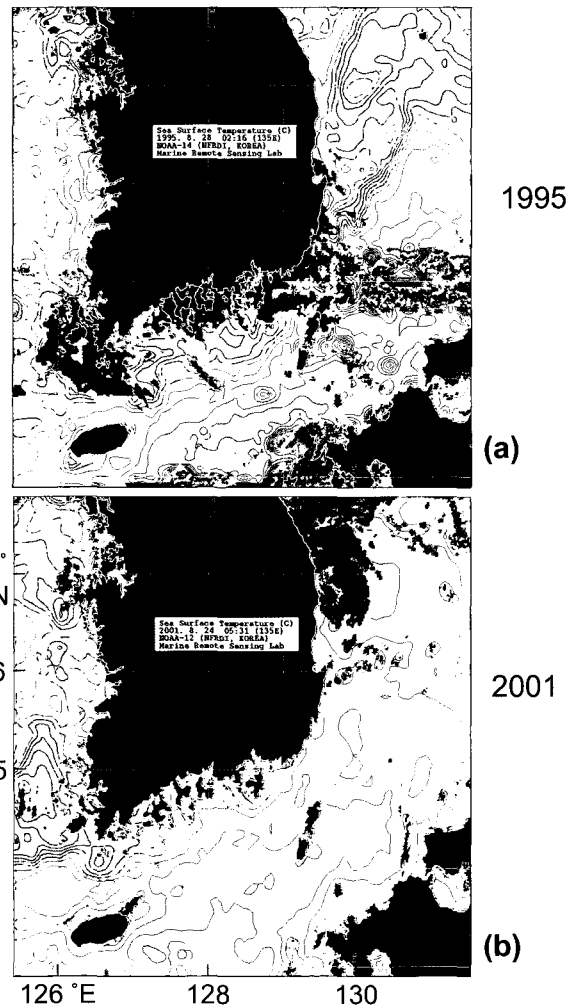 Sea Surface Temperature (C)
1995. 8. 28 02:16 (135E)
NOAA-14 (NFRDI, KOREA)
Marine Remote Sensing Lab
1995
(a)
Sea Surface Temperature (C)
2001. 8. 24 05:31 (135E)
NOAA-12 (NFRDI, KOREA)
Marine Remote Sensing Lab
2001
(b)
126 °E 128 130